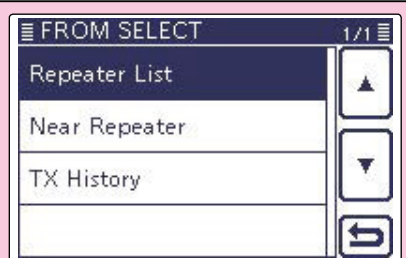 FROM SELECT 1/1
Repeater List
Near Repeater
TX History